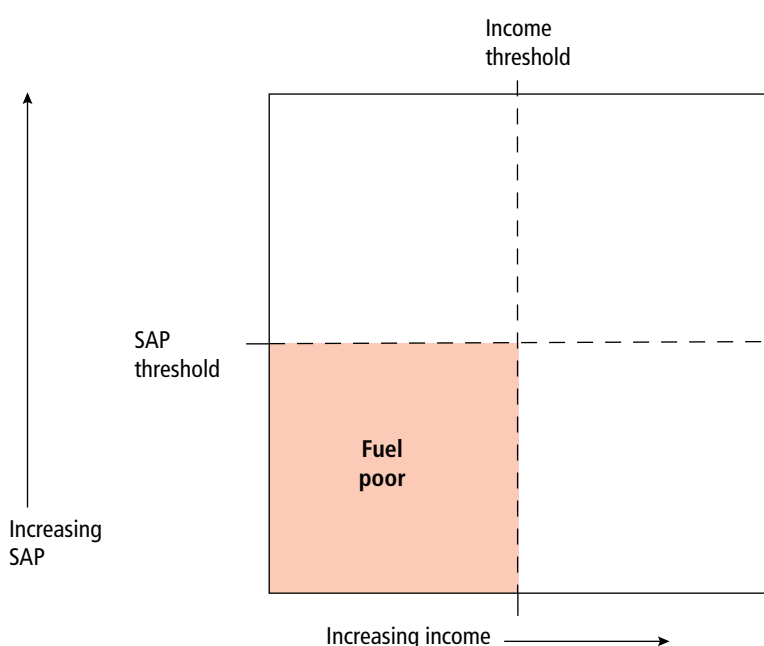 Income
threshold
SAP
threshold
Fuel
poor
Increasing
SAP
Increasing income